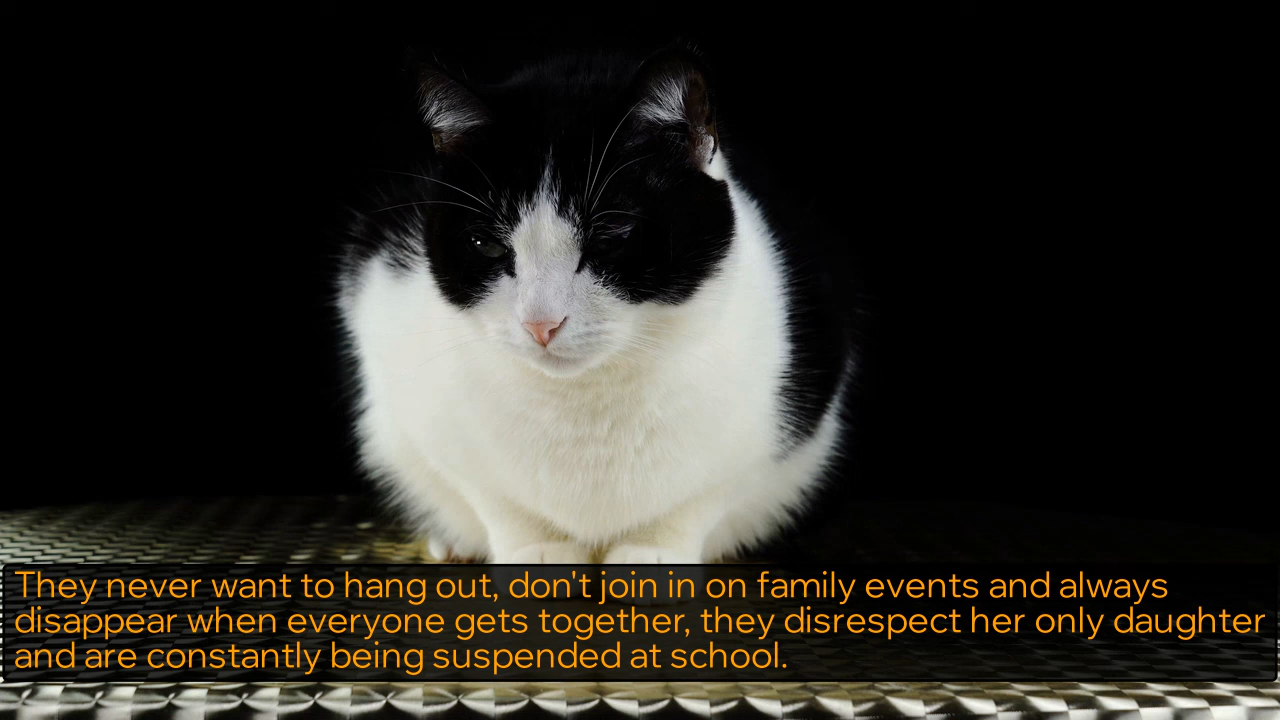 They never want to hang out, don't join in on family events and always
disappear when everyone gets together, they disrespect her only daughter
and are constantly being suspended at school.